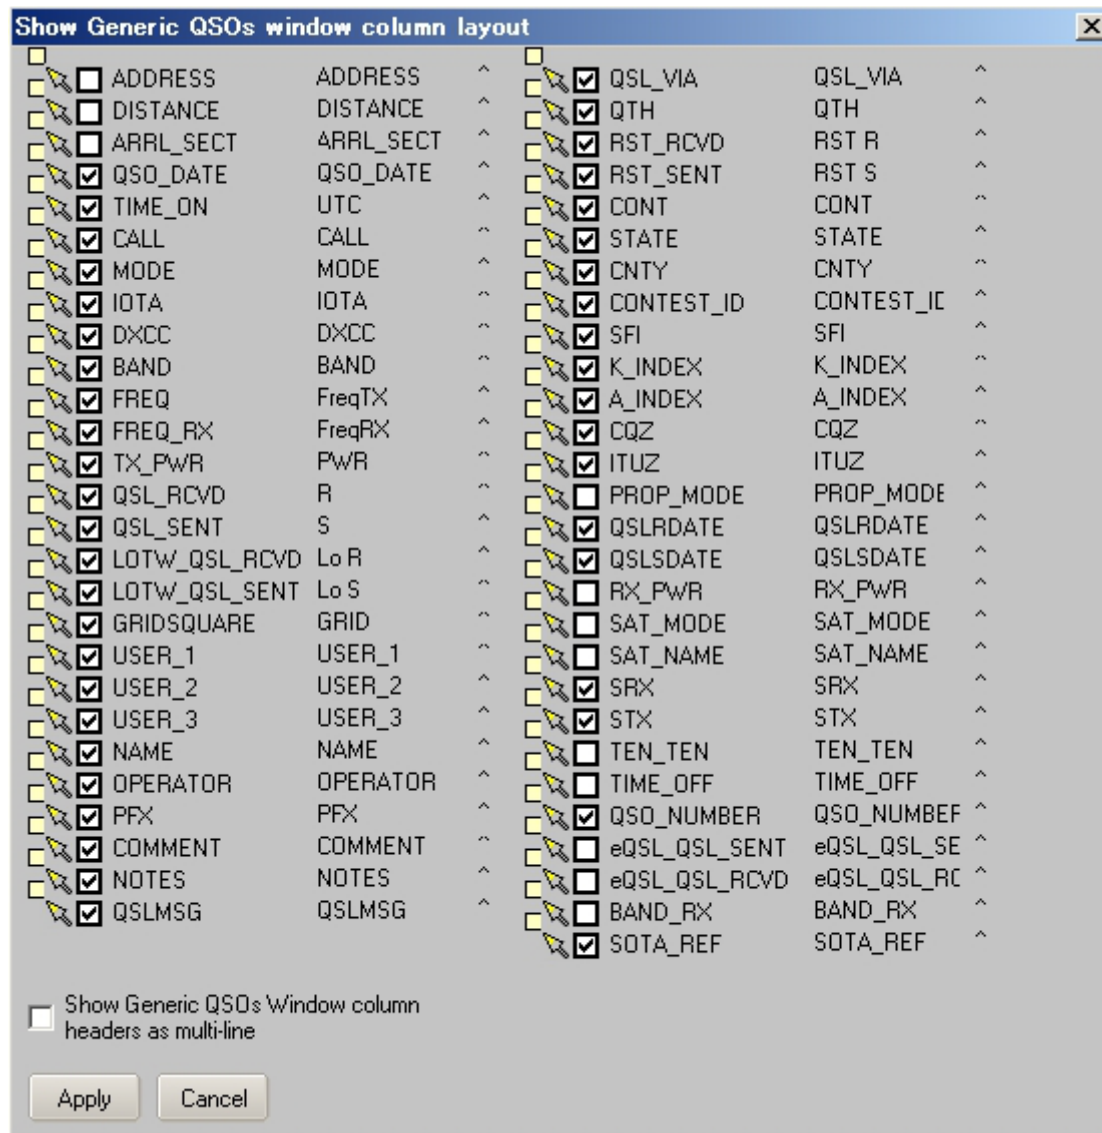 Show Generic QSOs window column layout
ADDRESS ADDRESS ^
DISTANCE DISTANCE ^
ARRL_SECT ARRL_SECT ^
QSO_DATE QSO_DATE ^
TIME_ON UTC ^
CALL CALL ^
MODE MODE ^
IOTA IOTA ^
DXCC DXCC ^
BAND BAND ^
FREQ FreqTX ^
FREQ_RX FreqRX ^
TX_PWR PWR ^
QSL_RCVD R ^
QSL_SENT S ^
LOTW_QSL_RCVD Lo R ^
LOTW_QSL_SENT Lo S ^
GRIDSQUARE GRID ^
USER_1 USER_1 ^
USER_2 USER_2 ^
USER_3 USER_3 ^
NAME NAME ^
OPERATOR OPERATOR ^
PFX PFX ^
COMMENT COMMENT ^
NOTES NOTES ^
QSLMSG QSLMSG ^
QSL_VIA QSL_VIA ^
QTH QTH ^
RST_RCVD RST R ^
RST_SENT RST S ^
CONT CONT ^
STATE STATE ^
CNTY CNTY ^
CONTEST_ID CONTEST_ID ^
SFI SFI ^
K_INDEX K_INDEX ^
A_INDEX A_INDEX ^
CQZ CQZ ^
ITUZ ITUZ ^
PROP_MODE PROP_MODE ^
QSLRDATE QSLRDATE ^
QSLSDATE QSLSDATE ^
RX_PWR RX_PWR ^
SAT_MODE SAT_MODE ^
SAT_NAME SAT_NAME ^
SRX SRX ^
STX STX ^
TEN_TEN TEN_TEN ^
TIME_OFF TIME_OFF ^
QSO_NUMBER QSO_NUMBER ^
eQSL_QSL_SENT eQSL_QSL_SE ^
eQSL_QSL_RCVD eQSL_QSL_RC ^
BAND_RX BAND_RX ^
SOTA_REF SOTA_REF ^
Show Generic QSOs Window column
headers as multi-line
Apply Cancel